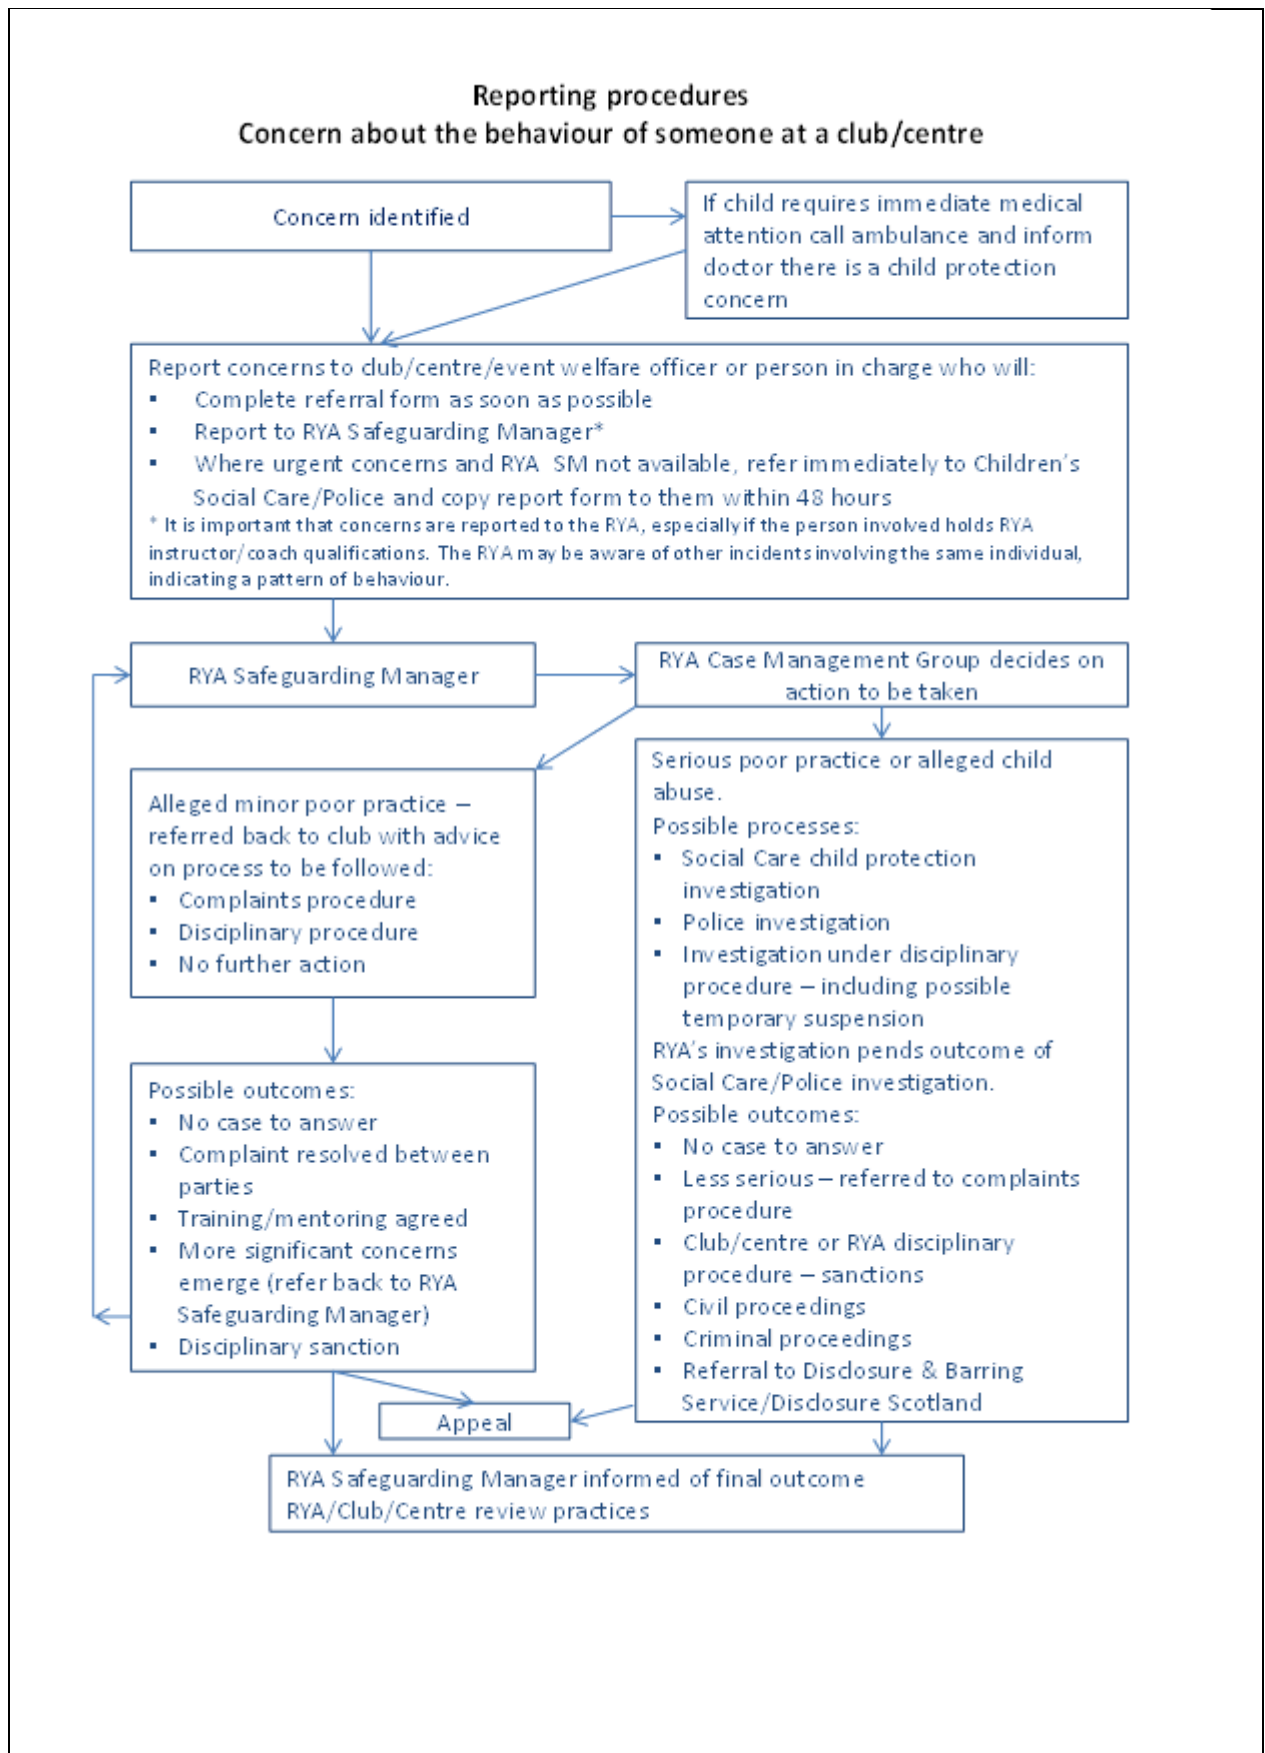 Reporting procedures
Concern about the behaviour of someone at a club/centre
Concern identified
If child requires immediate medical
attention call ambulance and inform
doctor there is a child protection
concern
Report concerns to club/centre/event welfare officer or person in charge who will:
▪ Complete referral form as soon as possible
▪ Report to RYA Safeguarding Manager*
▪ Where urgent concerns and RYA SM not available, refer immediately to Children's
Social Care/Police and copy report form to them within 48 hours
* It is important that concerns are reported to the RYA, especially if the person involved holds RYA
instructor/coach qualifications. The RYA may be aware of other incidents involving the same individual,
indicating a pattern of behaviour.
RYA Safeguarding Manager
RYA Case Management Group decides on
action to be taken
Alleged minor poor practice –
referred back to club with advice
on process to be followed:
▪ Complaints procedure
▪ Disciplinary procedure
▪ No further action
Serious poor practice or alleged child
abuse.
Possible processes:
▪ Social Care child protection
investigation
▪ Police investigation
▪ Investigation under disciplinary
procedure – including possible
temporary suspension
RYA's investigation pends outcome of
Social Care/Police investigation.
Possible outcomes:
▪ No case to answer
▪ Less serious – referred to complaints
procedure
▪ Club/centre or RYA disciplinary
procedure – sanctions
▪ Civil proceedings
▪ Criminal proceedings
▪ Referral to Disclosure & Barring
Service/Disclosure Scotland
Possible outcomes:
▪ No case to answer
▪ Complaint resolved between
parties
▪ Training/mentoring agreed
▪ More significant concerns
emerge (refer back to RYA
Safeguarding Manager)
▪ Disciplinary sanction
Appeal
RYA Safeguarding Manager informed of final outcome
RYA/Club/Centre review practices